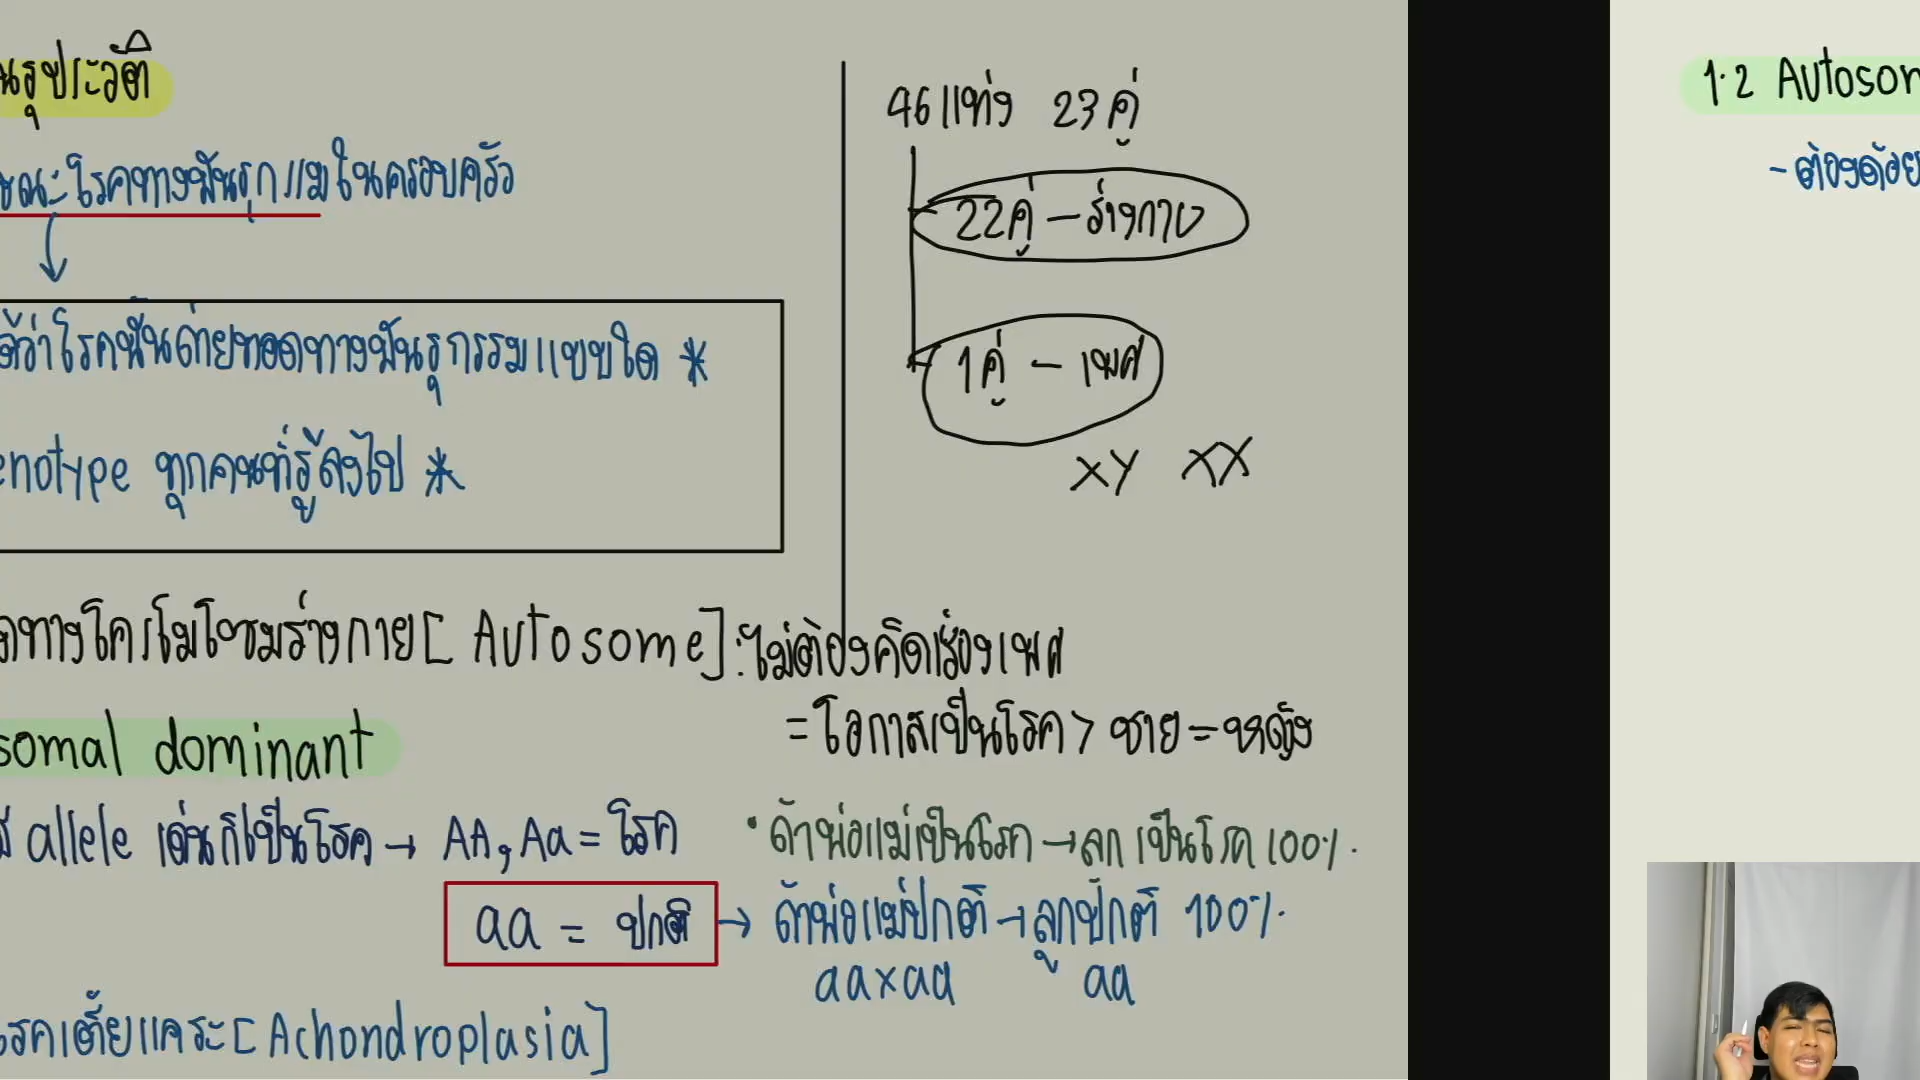 นธุประวัติ
ษณะโรคทางพันธุกรรมในครอบครัว
ได้ว่าโรคนั้นถ่ายทอดทางพันธุกรรมแบบใด *
enotype ทุกคนที่รู้ลงไป *
46 แท่ง 23 คู่
22 คู่ – ร่างกาย
1 คู่ – เพศ
XY XX
ดทางโครโมโซมร่างกาย [Autosome] : ไม่ต้องคิดเรื่องเพศ
= โอกาสเป็นโรค > ชาย = หญิง
somal dominant
มี allele เด่นก็เป็นโรค → AA, Aa = โรค
aa = ปกติ
• ถ้าพ่อแม่เป็นโรค → ลูกเป็นโรค 100%.
→ ถ้าพ่อแม่ปกติ → ลูกปกติ 100%.
aa x aa aa
โรคเตี้ยแคระ [Achondroplasia]
1.2 Autosom
- ต้องด้อย